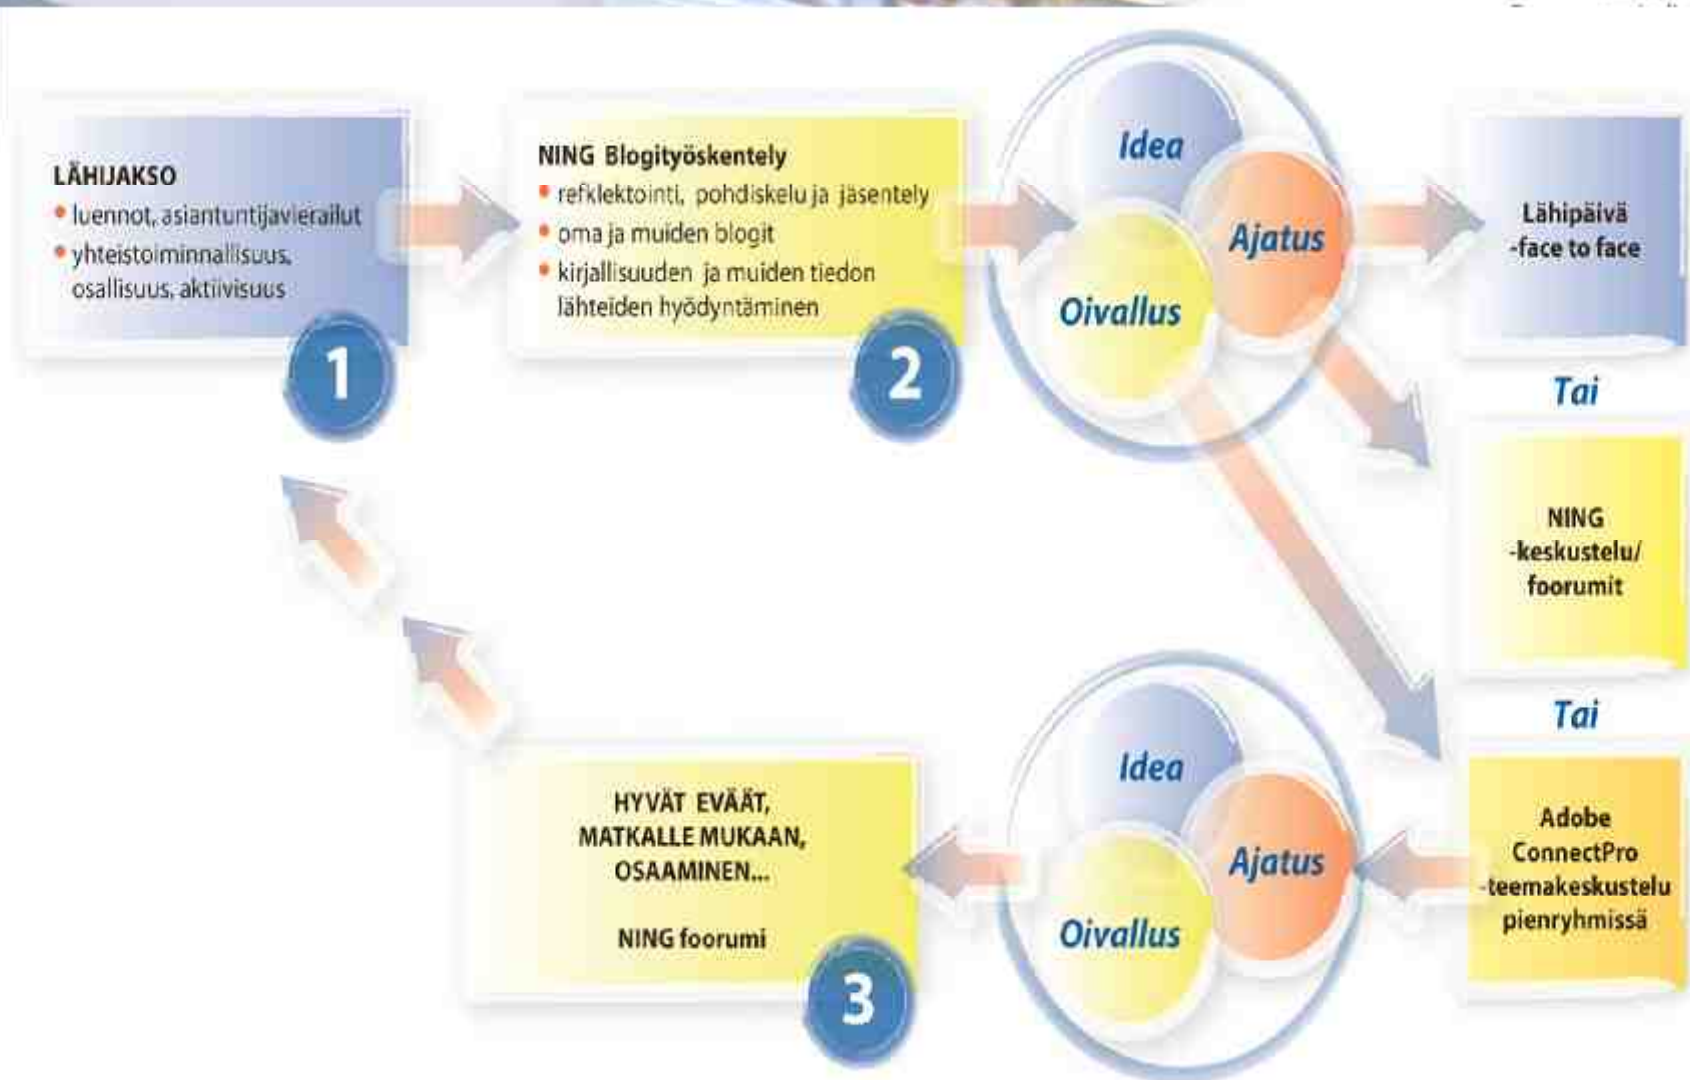 LÄHIJAKSO
• luennot, asiantuntijavierailut
• yhteistoiminnallisuus,
osallisuus, aktiivisuus
1
NING Blogityöskentely
• refklektointi, pohdiskelu ja jäsentely
• oma ja muiden blogit
• kirjallisuuden ja muiden tiedon
lähteiden hyödyntäminen
2
Idea
Ajatus
Oivallus
Lähipäivä
-face to face
Tai
NING
-keskustelu/
foorumit
Tai
Adobe
ConnectPro
-teemakeskustelu
pienryhmissä
Idea
Ajatus
Oivallus
HYVÄT EVÄÄT,
MATKALLE MUKAAN,
OSAAMINEN...
NING foorumi
3